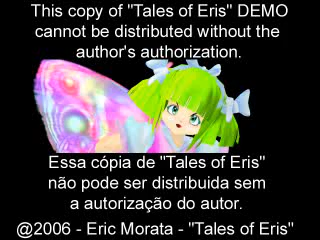 This copy of "Tales of Eris" DEMO
cannot be distributed without the
author's authorization.
Essa cópia de "Tales of Eris"
não pode ser distribuida sem
a autorização do autor.
@2006 - Eric Morata - "Tales of Eris"